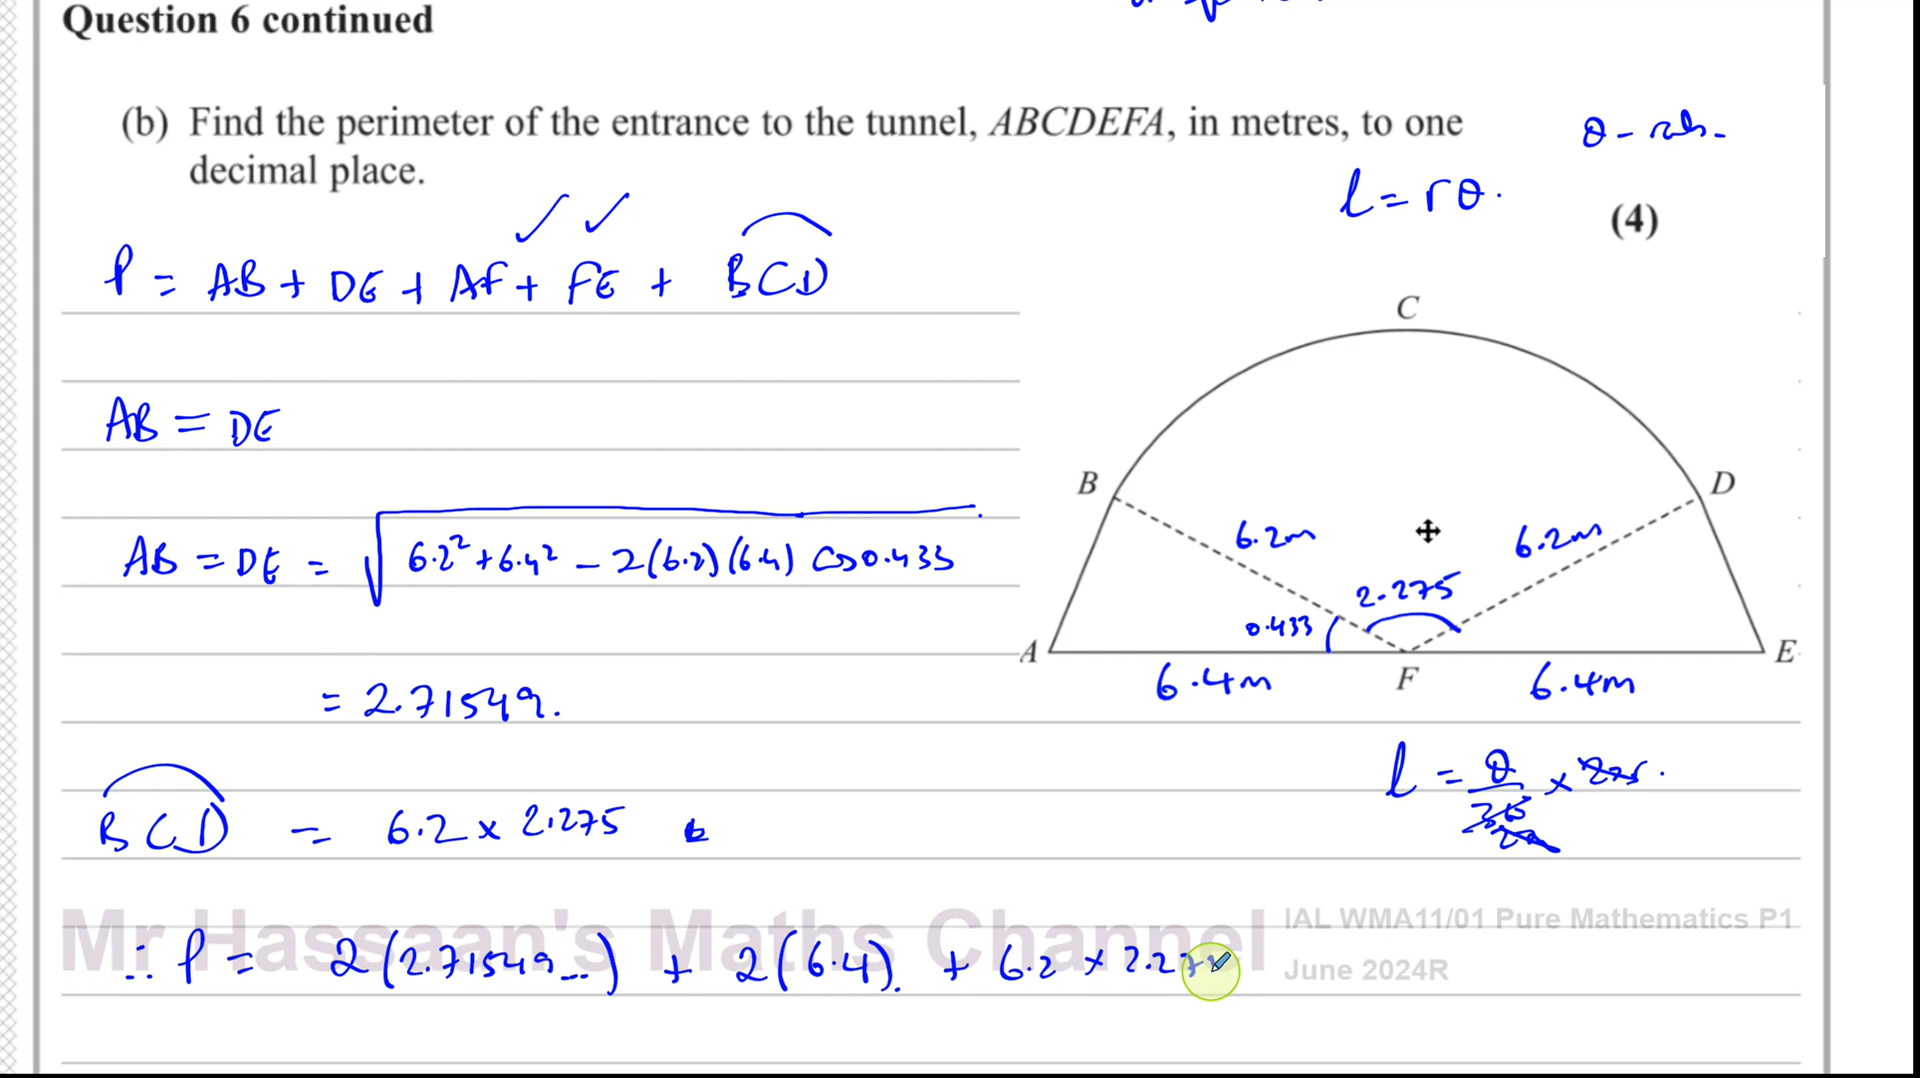 Question 6 continued
(b) Find the perimeter of the entrance to the tunnel, ABCDEFA, in metres, to one
decimal place.
θ - rads -
l = rθ.
(4)
P = AB + DE + AF + FE + BCD
C
AB = DE
B
D
AB = DE = √6.2² + 6.4² - 2(6.2)(6.4) cos 0.433
6.2m
6.2m
2.275
0.433
A
F
E
6.4m
6.4m
= 2.71549.
l = θ × 2πr.
BCD = 6.2 × 2.275
Mr Hassaan's Maths Channel
IAL WMA11/01 Pure Mathematics P1
June 2024R
∴ P = 2(2.71549...) + 2(6.4) + 6.2 × 2.27